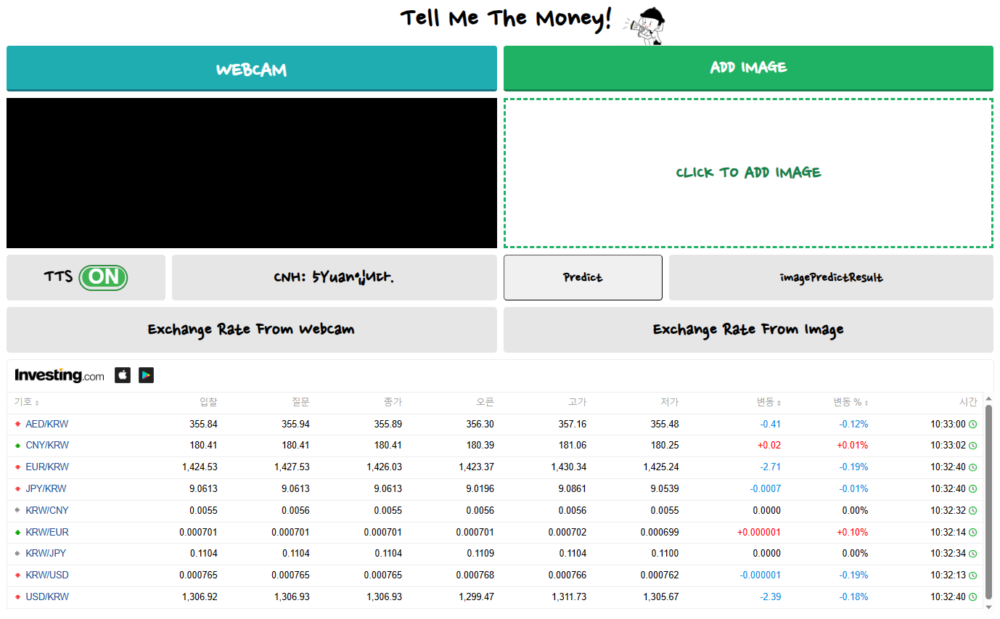 Tell Me The Money!
WEBCAM
ADD IMAGE
CLICK TO ADD IMAGE
TTS ON
CNH: 5Yuan입니다.
Predict
imagePredictResult
Exchange Rate From Webcam
Exchange Rate From Image
Investing.com
기호 입찰 질문 종가 오픈 고가 저가 변동 변동 % 시간
AED/KRW 355.84 355.94 355.89 356.30 357.16 355.48 -0.41 -0.12% 10:33:00
CNY/KRW 180.41 180.41 180.41 180.39 181.06 180.25 +0.02 +0.01% 10:33:02
EUR/KRW 1,424.53 1,427.53 1,426.03 1,423.37 1,430.34 1,425.24 -2.71 -0.19% 10:32:40
JPY/KRW 9.0613 9.0613 9.0613 9.0196 9.0861 9.0539 -0.0007 -0.01% 10:32:40
KRW/CNY 0.0055 0.0056 0.0055 0.0056 0.0056 0.0055 0.0000 0.00% 10:32:32
KRW/EUR 0.000701 0.000701 0.000701 0.000701 0.000702 0.000699 +0.000001 +0.10% 10:32:14
KRW/JPY 0.1104 0.1104 0.1104 0.1109 0.1104 0.1100 0.0000 0.00% 10:32:34
KRW/USD 0.000765 0.000765 0.000765 0.000768 0.000766 0.000762 -0.000001 -0.19% 10:32:13
USD/KRW 1,306.92 1,306.93 1,306.93 1,299.47 1,311.73 1,305.67 -2.39 -0.18% 10:32:40